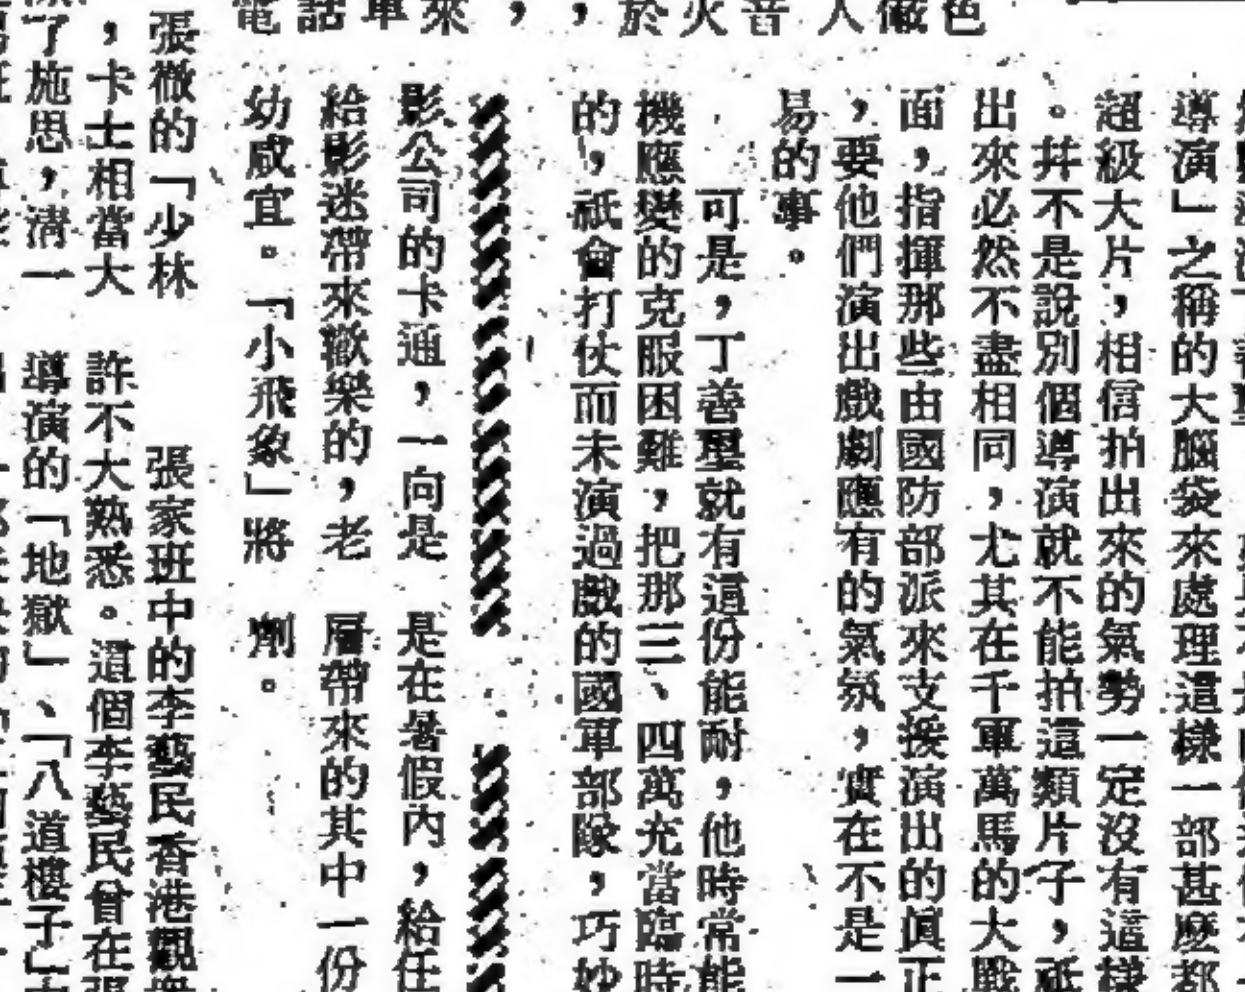 導演」之稱的大腦袋來處理這樣一部甚麼都
超級大片，相信拍出來的氣勢一定沒有這樣
。幷不是說別個導演就不能拍這類片子，祇
出來必然不盡相同，尤其在千軍萬馬的大戰
面，指揮那些由國防部派來支援演出的眞正
，要他們演出戲劇應有的氣氛，實在不是一
易的事。
可是，丁善璽就有這份能耐，他時常能
機應變的克服困難，把那三、四萬充當臨時
的，祇會打仗而未演過戲的國軍部隊，巧妙
影公司的卡通，一向是
給影迷帶來歡樂的，老
幼咸宜。「小飛象」將
是在暑假內，給任
層帶來的其中一份
劑。
張徹的「少林
，卡士相當大
了施思，清一
張家班中的李藝民香港觀
許不大熟悉。這個李藝民曾在張
導演的「地獄」、「八道樓子」